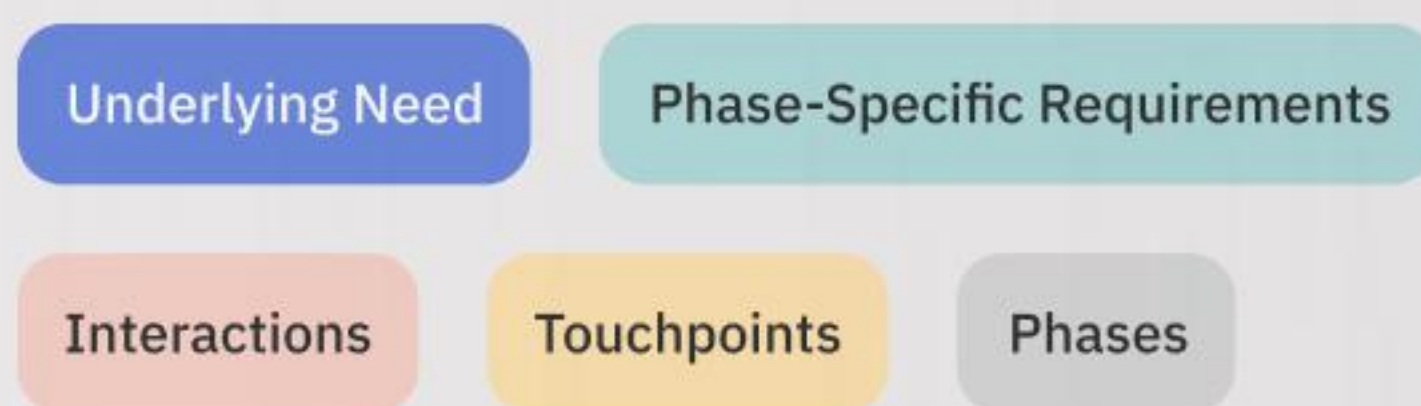 Underlying Need
Phase-Specific Requirements
Interactions
Touchpoints
Phases